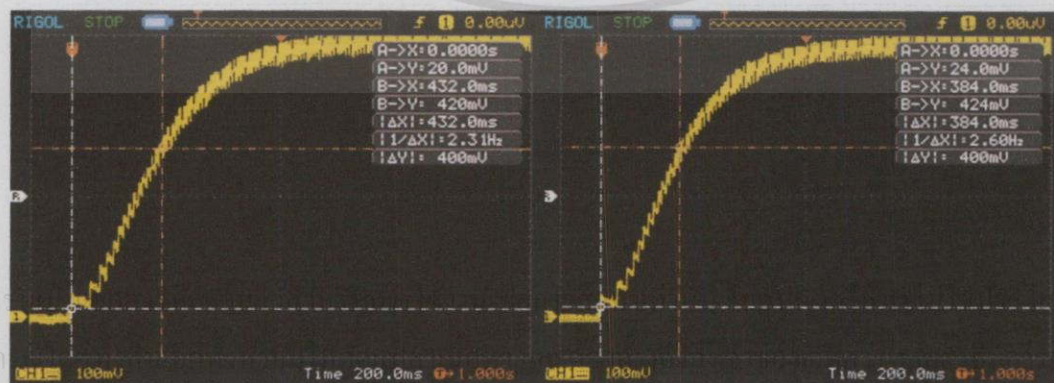 RIGOL STOP 1 0.00uV
A->X: 0.0000s
A->Y: 20.0mV
B->X: 432.0ms
B->Y: 420mV
|ΔX|: 432.0ms
|1/ΔX|: 2.31Hz
|ΔY|: 400mV
CH1 100mV Time 200.0ms T→1.000s
RIGOL STOP 1 0.00uV
A->X: 0.0000s
A->Y: 24.0mV
B->X: 384.0ms
B->Y: 424mV
|ΔX|: 384.0ms
|1/ΔX|: 2.60Hz
|ΔY|: 400mV
CH1 100mV Time 200.0ms T→1.000s